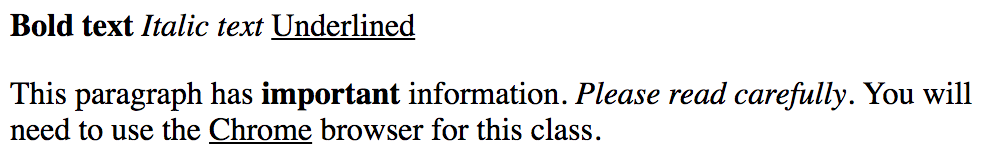 Bold text Italic text Underlined
This paragraph has important information. Please read carefully. You will
need to use the Chrome browser for this class.